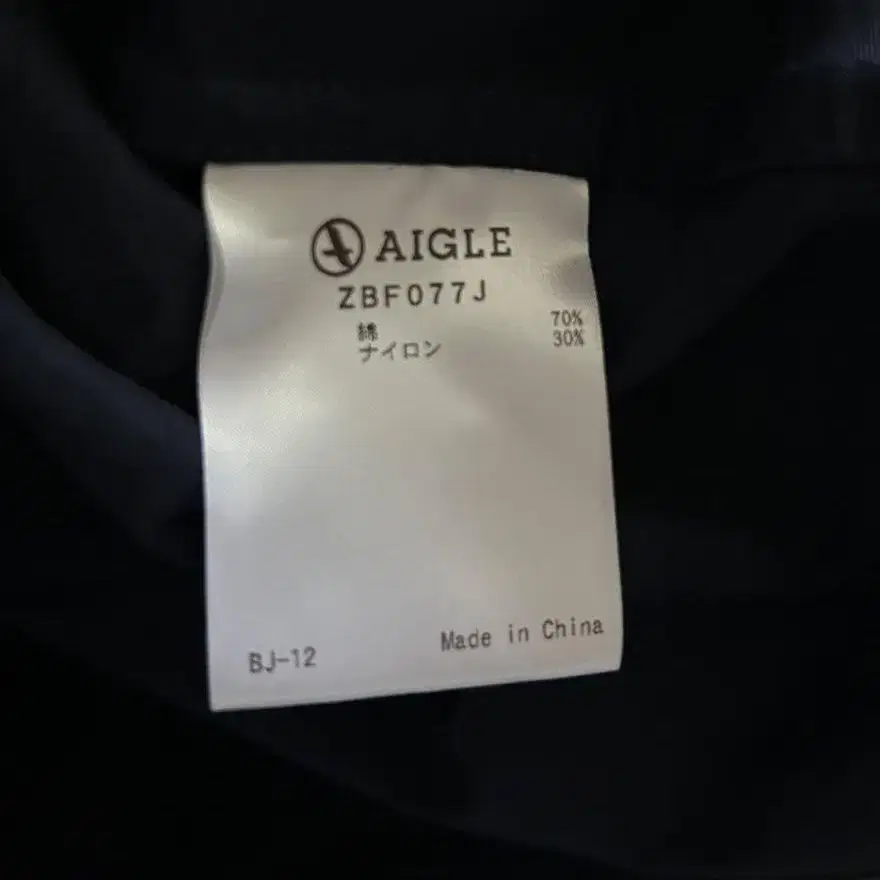 AIGLE
ZBF077J
綿 70%
ナイロン 30%
BJ-12 Made in China